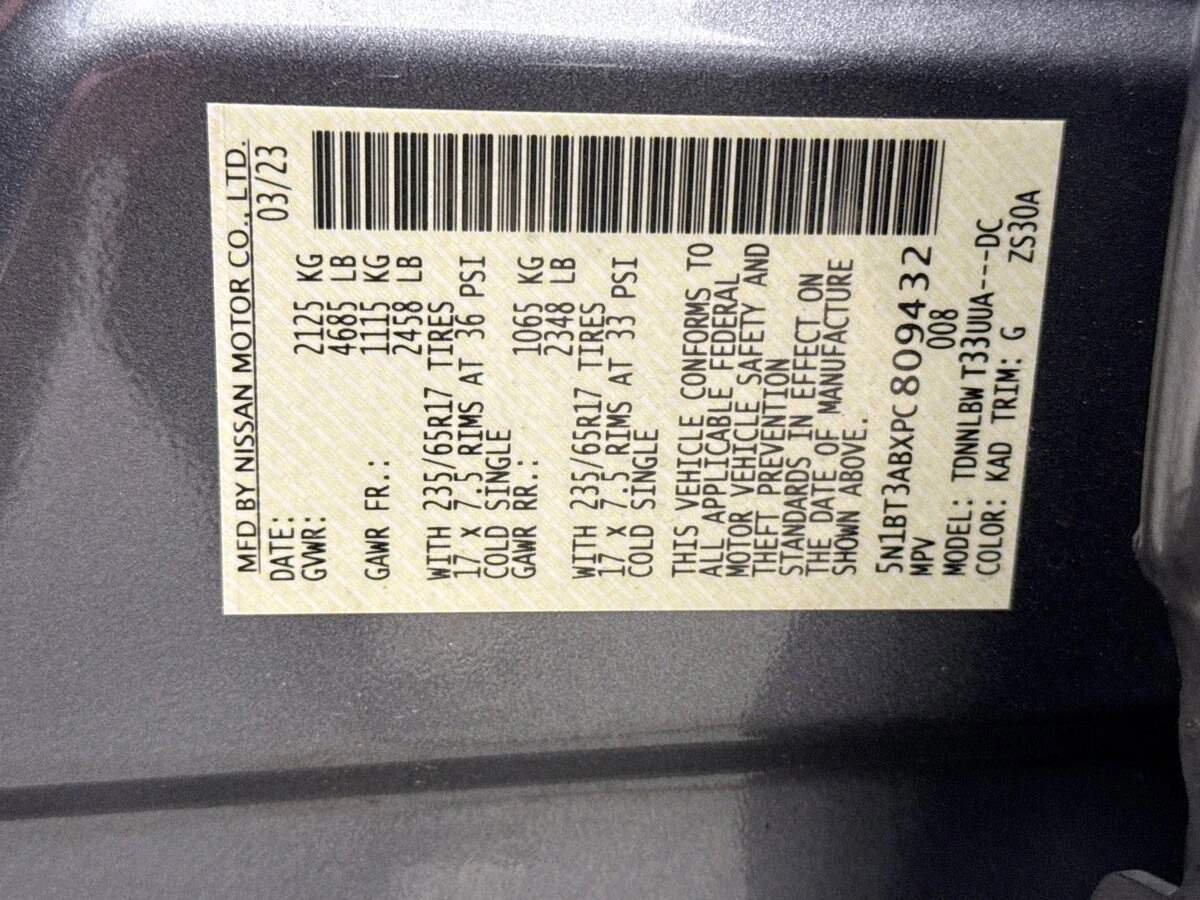 MFD BY NISSAN MOTOR CO., LTD.
DATE: 03/23
GVWR: 2125 KG
4685 LB
GAWR FR.: 1115 KG
2458 LB
WITH 235/65R17 TIRES
17 X 7.5 RIMS AT 36 PSI
COLD SINGLE
GAWR RR.: 1065 KG
2348 LB
WITH 235/65R17 TIRES
17 X 7.5 RIMS AT 33 PSI
COLD SINGLE
THIS VEHICLE CONFORMS TO
ALL APPLICABLE FEDERAL
MOTOR VEHICLE SAFETY AND
THEFT PREVENTION
STANDARDS IN EFFECT ON
THE DATE OF MANUFACTURE
SHOWN ABOVE.
5N1BT3ABXPC809432
MPV 008
MODEL: TDNNLBW T33UUA---DC
COLOR: KAD TRIM: G ZS30A